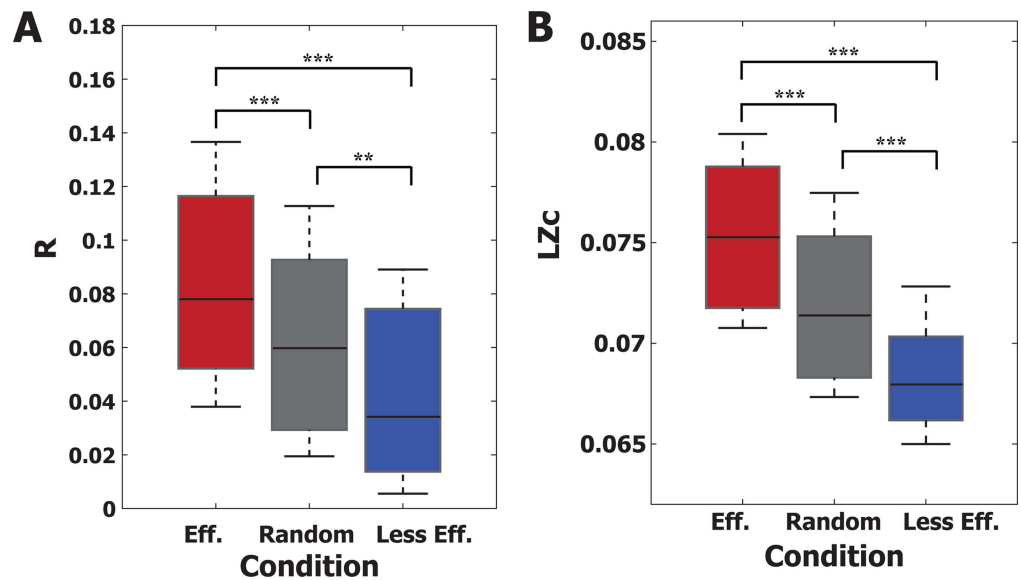 A
0.18
0.16
0.14
0.12
0.1
0.08
0.06
0.04
0.02
0
R
***
***
**
Eff. Random Less Eff.
Condition
B
0.085
0.08
0.075
0.07
0.065
LZc
***
***
***
Eff. Random Less Eff.
Condition